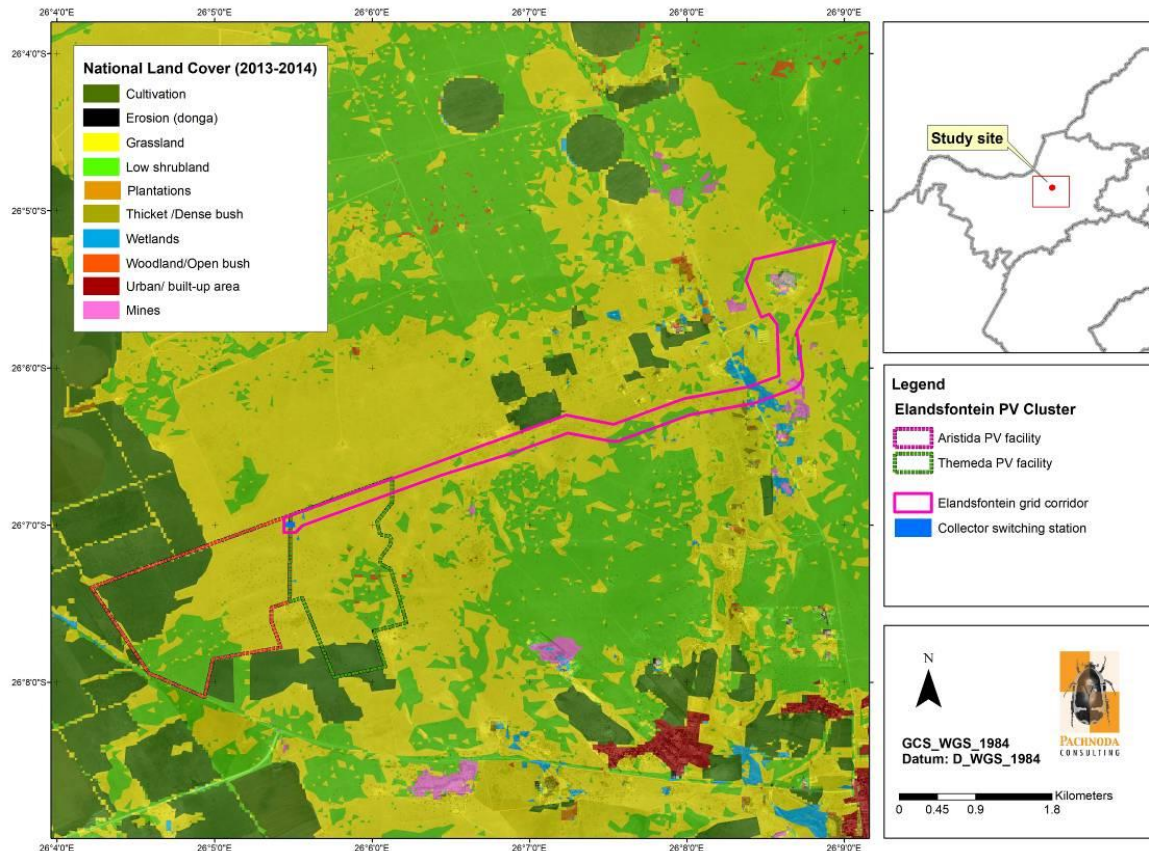 26°4'0"E
26°5'0"E
26°6'0"E
26°7'0"E
26°8'0"E
26°9'0"E
26°4'0"S
26°5'0"S
26°6'0"S
26°7'0"S
26°8'0"S
National Land Cover (2013-2014)
Cultivation
Erosion (donga)
Grassland
Low shrubland
Plantations
Thicket /Dense bush
Wetlands
Woodland/Open bush
Urban/ built-up area
Mines
26°4'0"E
26°5'0"E
26°6'0"E
26°7'0"E
26°8'0"E
26°9'0"E
Study site
Legend
Elandsfontein PV Cluster
Aristida PV facility
Themeda PV facility
Elandsfontein grid corridor
Collector switching station
N
PACHNODA
CONSULTING
GCS_WGS_1984
Datum: D_WGS_1984
Kilometers
0 0.45 0.9 1.8